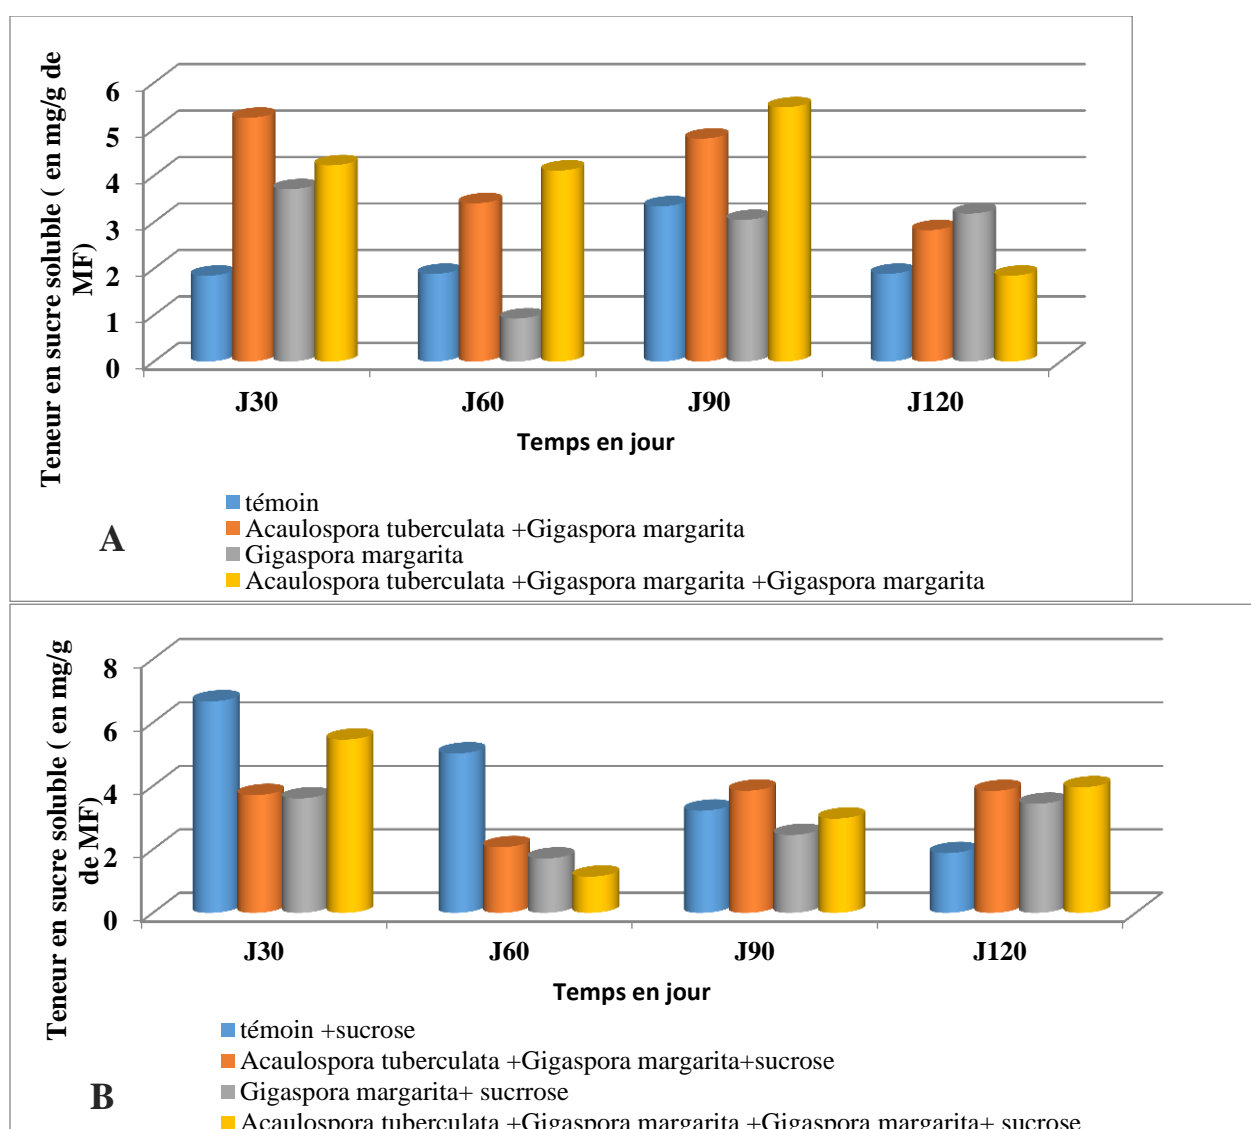 Teneur en sucre soluble ( en mg/g de
MF)
6
5
4
3
2
1
0
J30 J60 J90 J120
Temps en jour
témoin
Acaulospora tuberculata +Gigaspora margarita
Gigaspora margarita
Acaulospora tuberculata +Gigaspora margarita +Gigaspora margarita
A
Teneur en sucre soluble ( en mg/g
de MF)
8
6
4
2
0
J30 J60 J90 J120
Temps en jour
témoin +sucrose
Acaulospora tuberculata +Gigaspora margarita+sucrose
Gigaspora margarita+ sucrrose
Acaulospora tuberculata +Gigaspora margarita +Gigaspora margarita+ sucrose
B